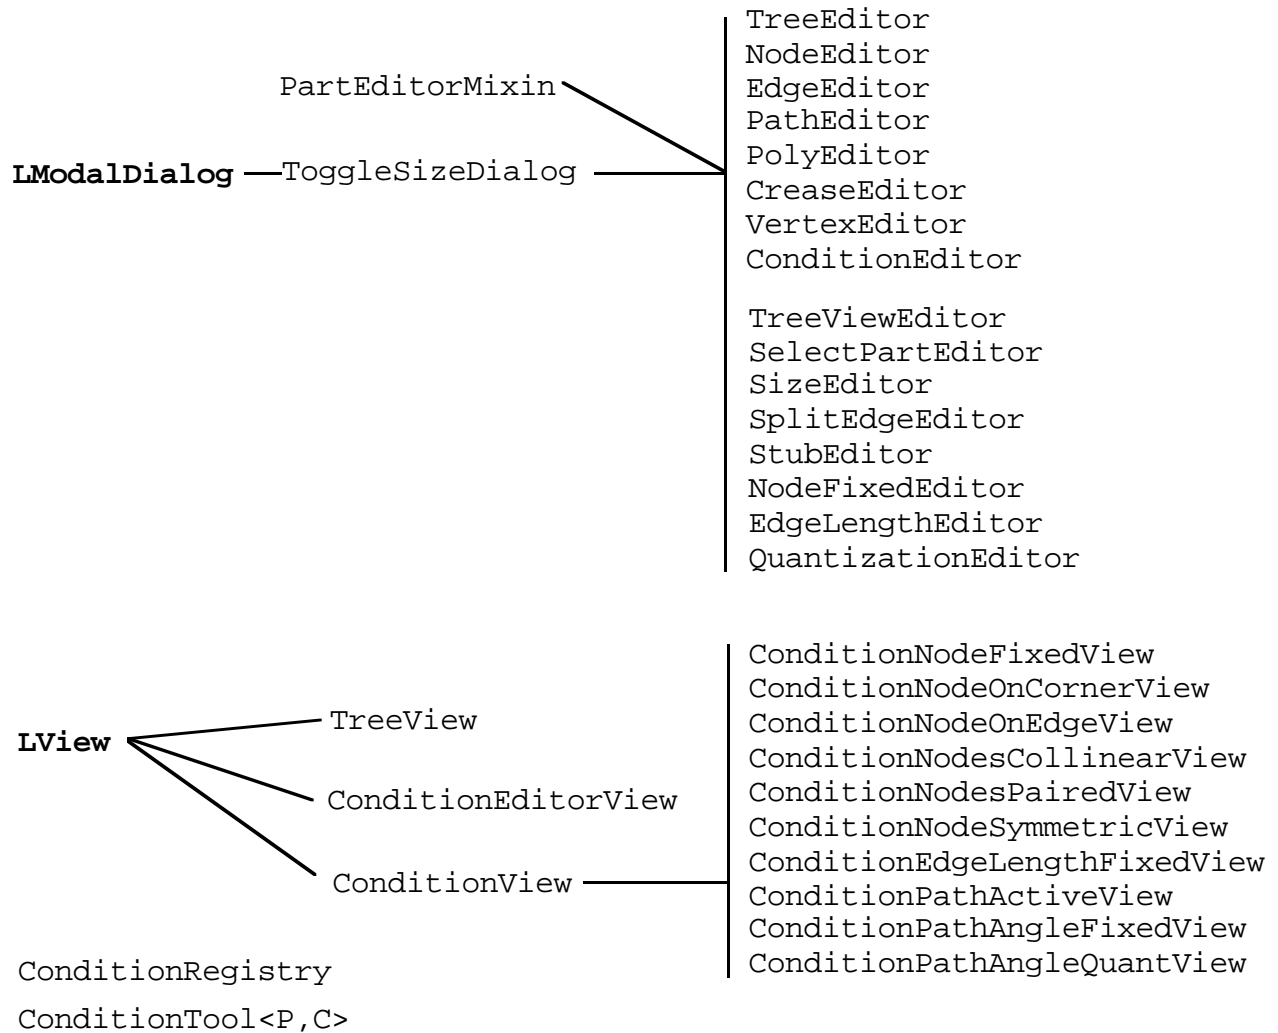 TreeEditor
NodeEditor
EdgeEditor
PathEditor
PolyEditor
CreaseEditor
VertexEditor
ConditionEditor
PartEditorMixin
LModalDialog
ToggleSizeDialog
TreeViewEditor
SelectPartEditor
SizeEditor
SplitEdgeEditor
StubEditor
NodeFixedEditor
EdgeLengthEditor
QuantizationEditor
LView
TreeView
ConditionEditorView
ConditionView
ConditionNodeFixedView
ConditionNodeOnCornerView
ConditionNodeOnEdgeView
ConditionNodesCollinearView
ConditionNodesPairedView
ConditionNodeSymmetricView
ConditionEdgeLengthFixedView
ConditionPathActiveView
ConditionPathAngleFixedView
ConditionPathAngleQuantView
ConditionRegistry
ConditionTool<P,C>